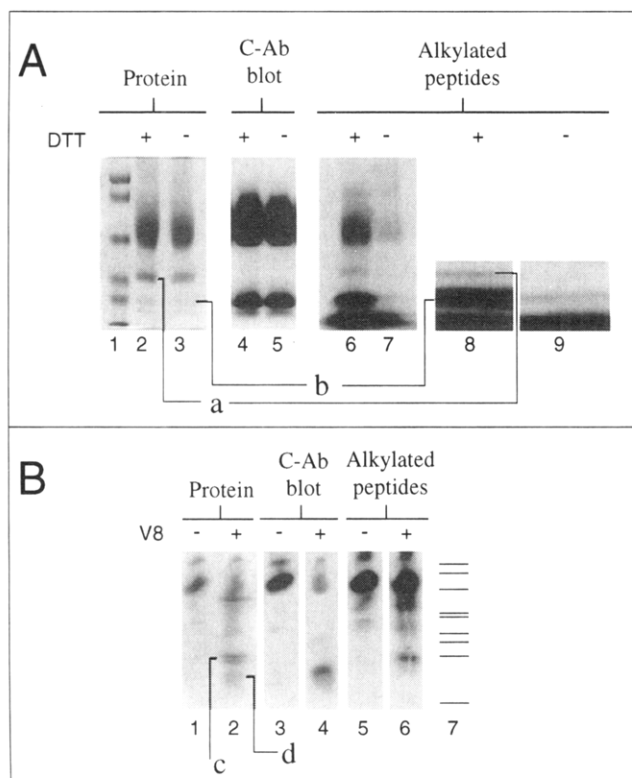 A
Protein
C-Ab
blot
Alkylated
peptides
DTT + - + - + - + -
1 2 3 4 5 6 7 8 9
b
a
B
Protein
C-Ab
blot
Alkylated
peptides
V8 - + - + - +
1 2 3 4 5 6 7
c d